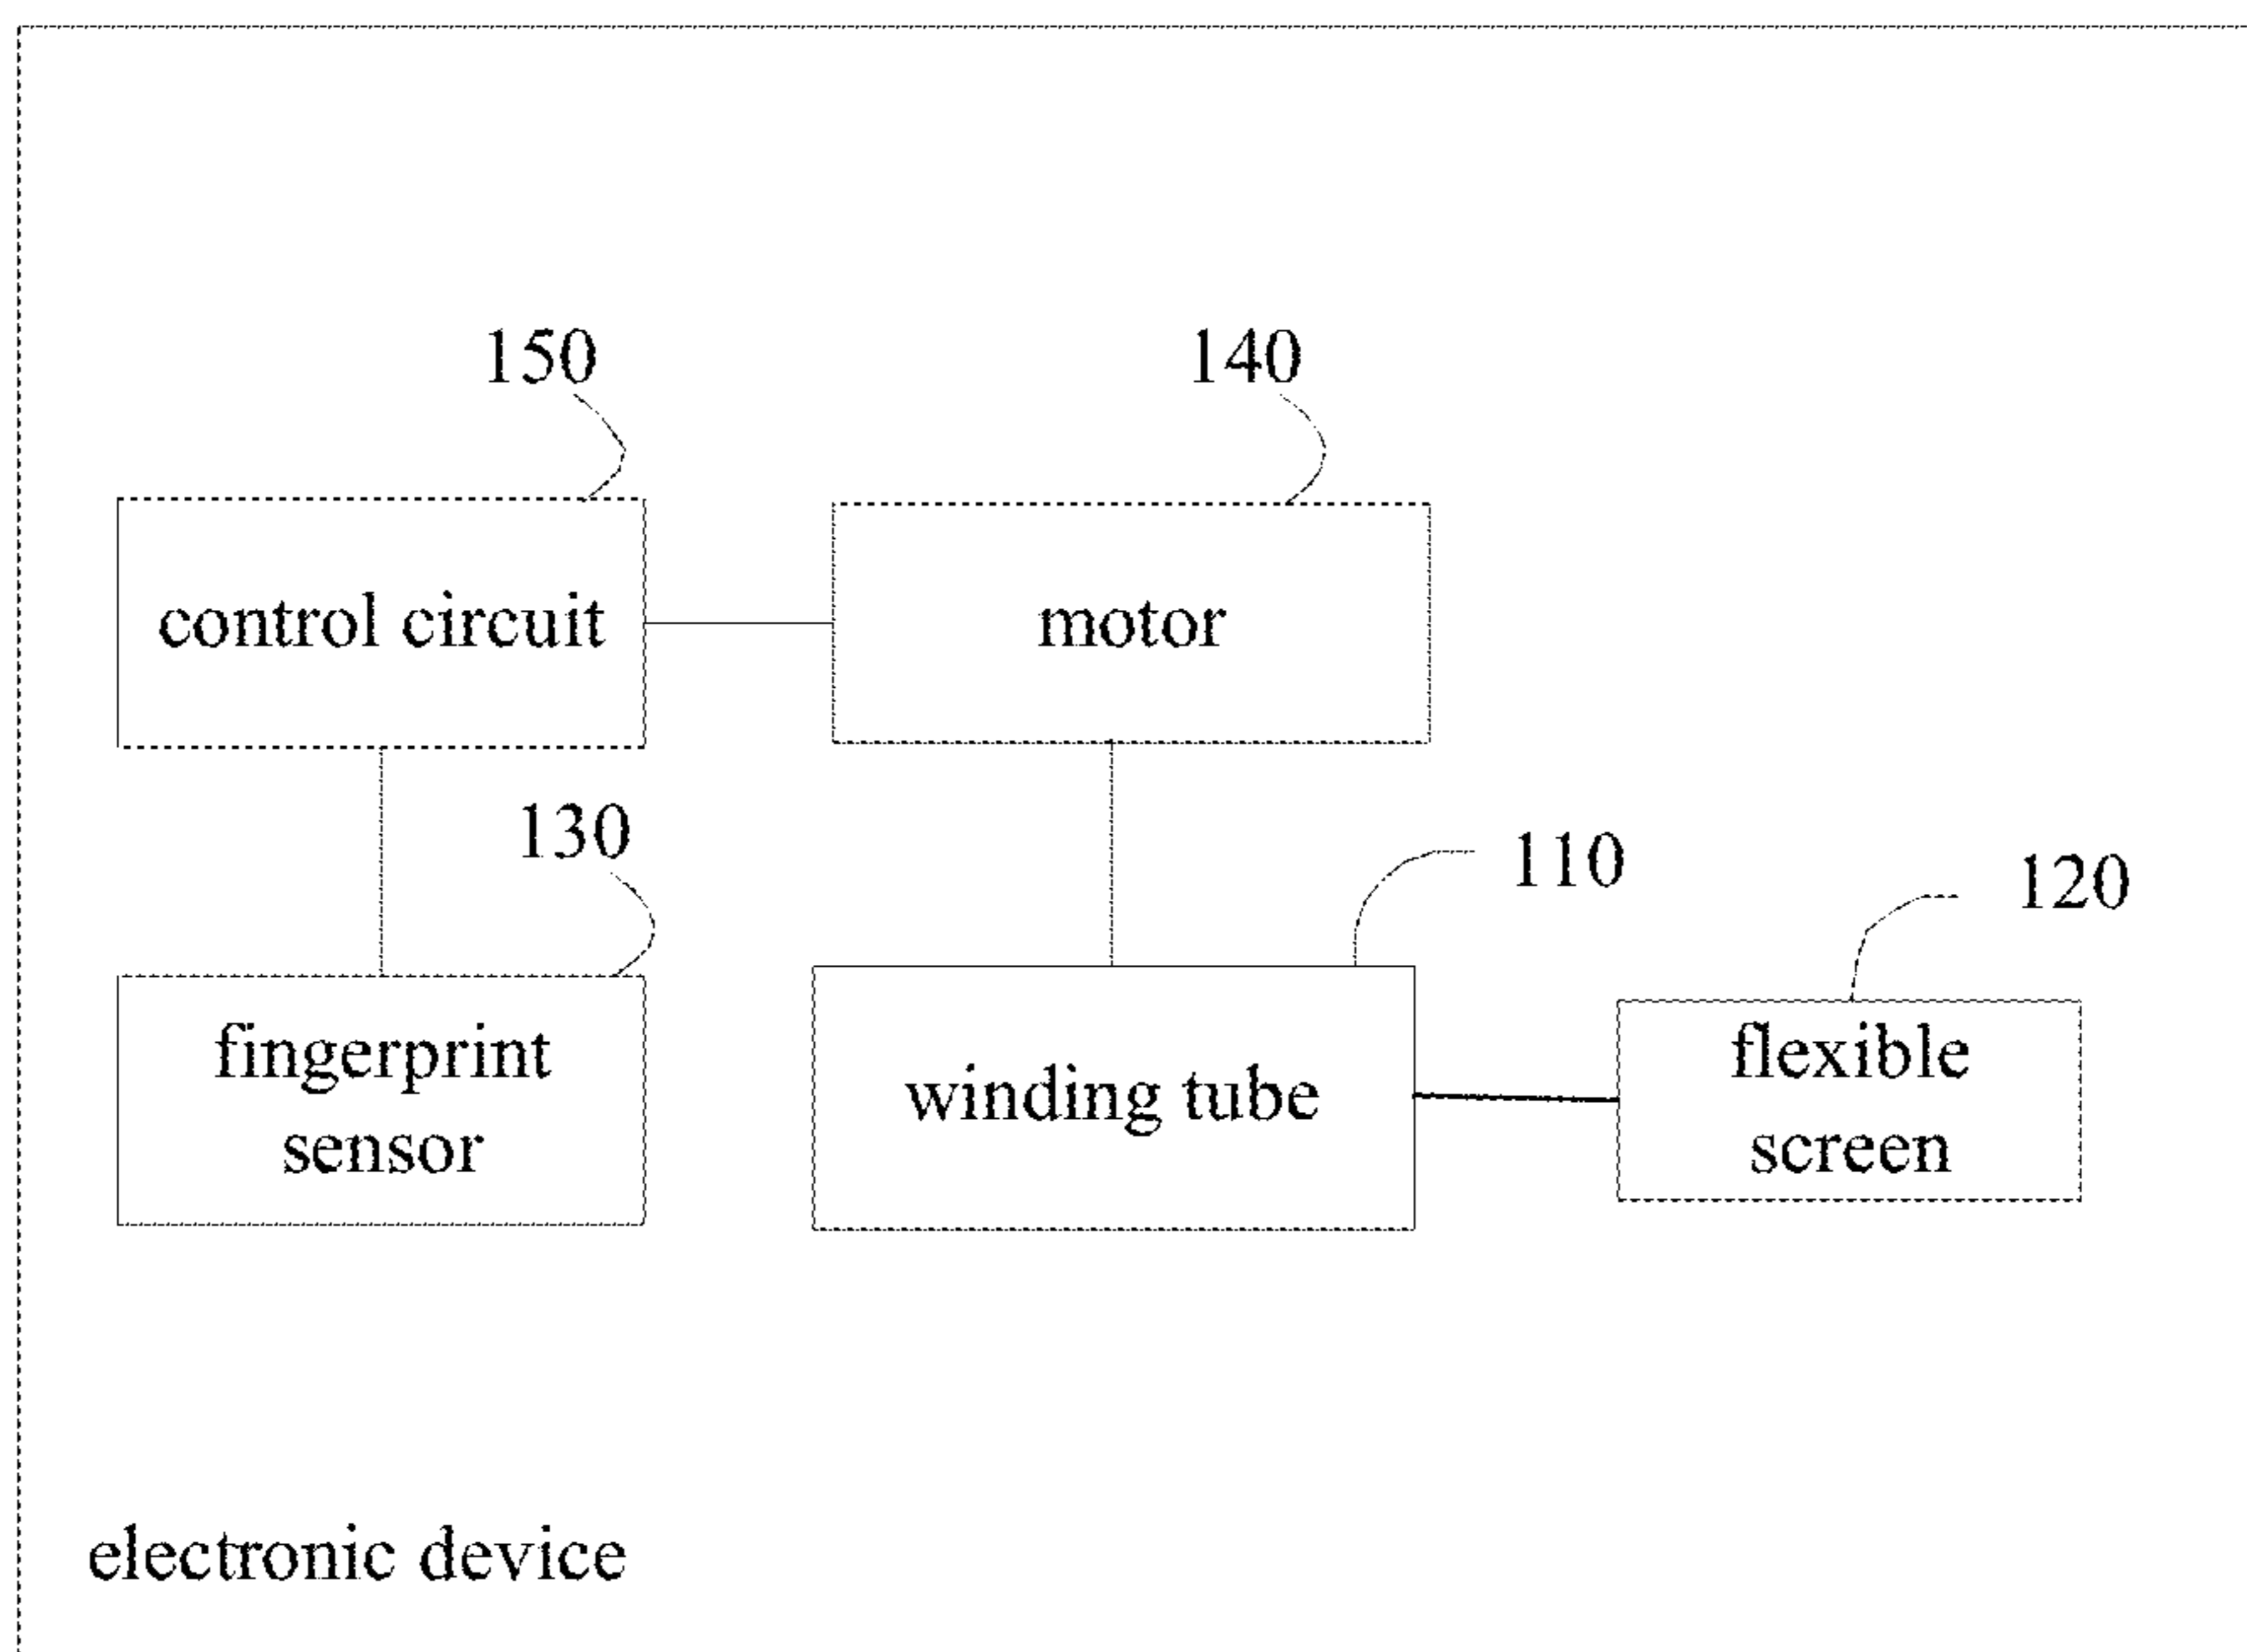 150
140
control circuit
motor
130
110
120
fingerprint
sensor
winding tube
flexible
screen
electronic device